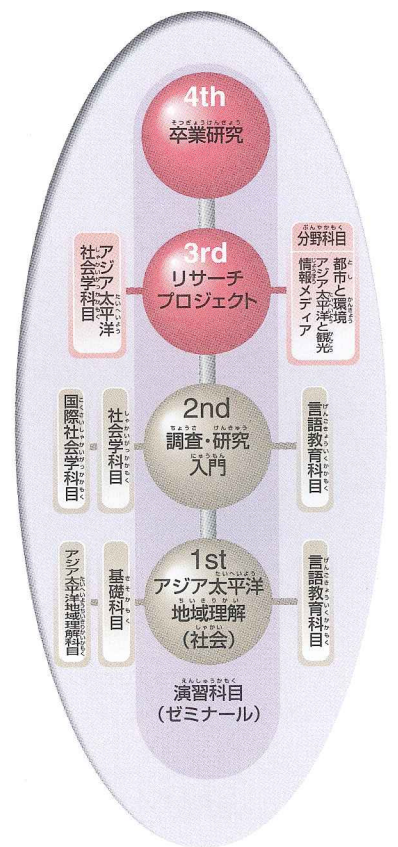 4th
卒業研究
3rd
リサーチ
プロジェクト
アジア太平洋
社会学科目
分野科目
都市と環境
アジア太平洋と観光
情報メディア
2nd
調査・研究
入門
社会学科目
国際社会学科目
言語教育科目
1st
アジア太平洋
地域理解
(社会)
基礎科目
アジア太平洋地域理解科目
言語教育科目
演習科目
(ゼミナール)